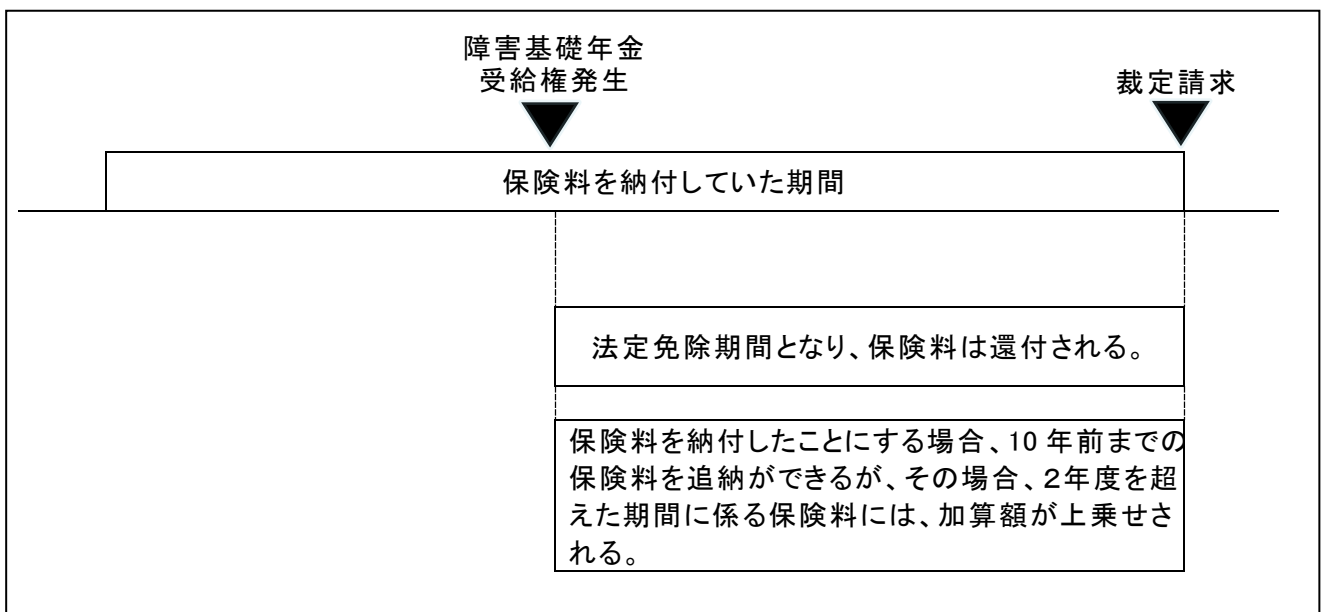 障害基礎年金
受給権発生
裁定請求
保険料を納付していた期間
法定免除期間となり、保険料は還付される。
保険料を納付したことにする場合、10 年前までの
保険料を追納ができるが、その場合、２年度を超
えた期間に係る保険料には、加算額が上乗せさ
れる。